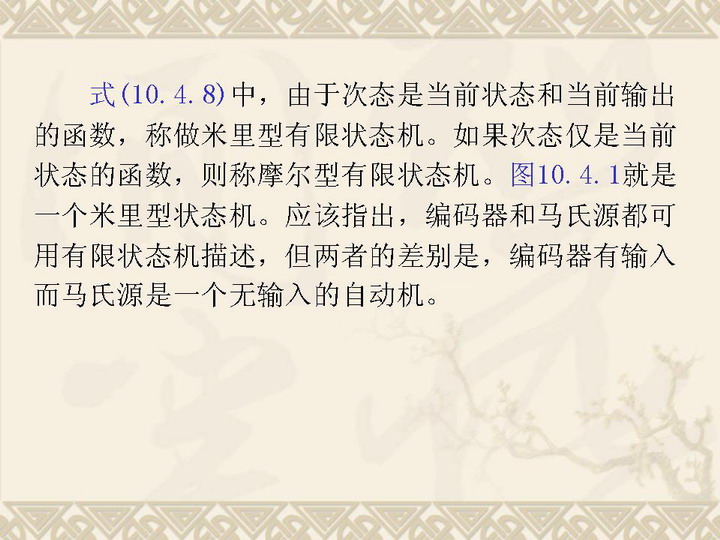 式(10.4.8)中，由于次态是当前状态和当前输出
的函数，称做米里型有限状态机。如果次态仅是当前
状态的函数，则称摩尔型有限状态机。图10.4.1就是
一个米里型状态机。应该指出，编码器和马氏源都可
用有限状态机描述，但两者的差别是，编码器有输入
而马氏源是一个无输入的自动机。